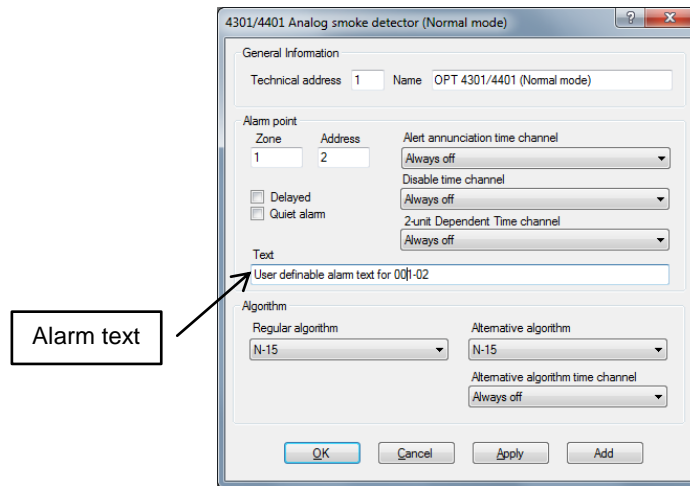 4301/4401 Analog smoke detector (Normal mode)
General Information
Technical address 1 Name OPT 4301/4401 (Normal mode)
Alarm point
Zone Address Alert annunciation time channel
1 2 Always off
Disable time channel
Delayed Always off
Quiet alarm
2-unit Dependent Time channel
Always off
Text
User definable alarm text for 001-02
Alarm text
Algorithm
Regular algorithm Alternative algorithm
N-15 N-15
Alternative algorithm time channel
Always off
OK Cancel Apply Add